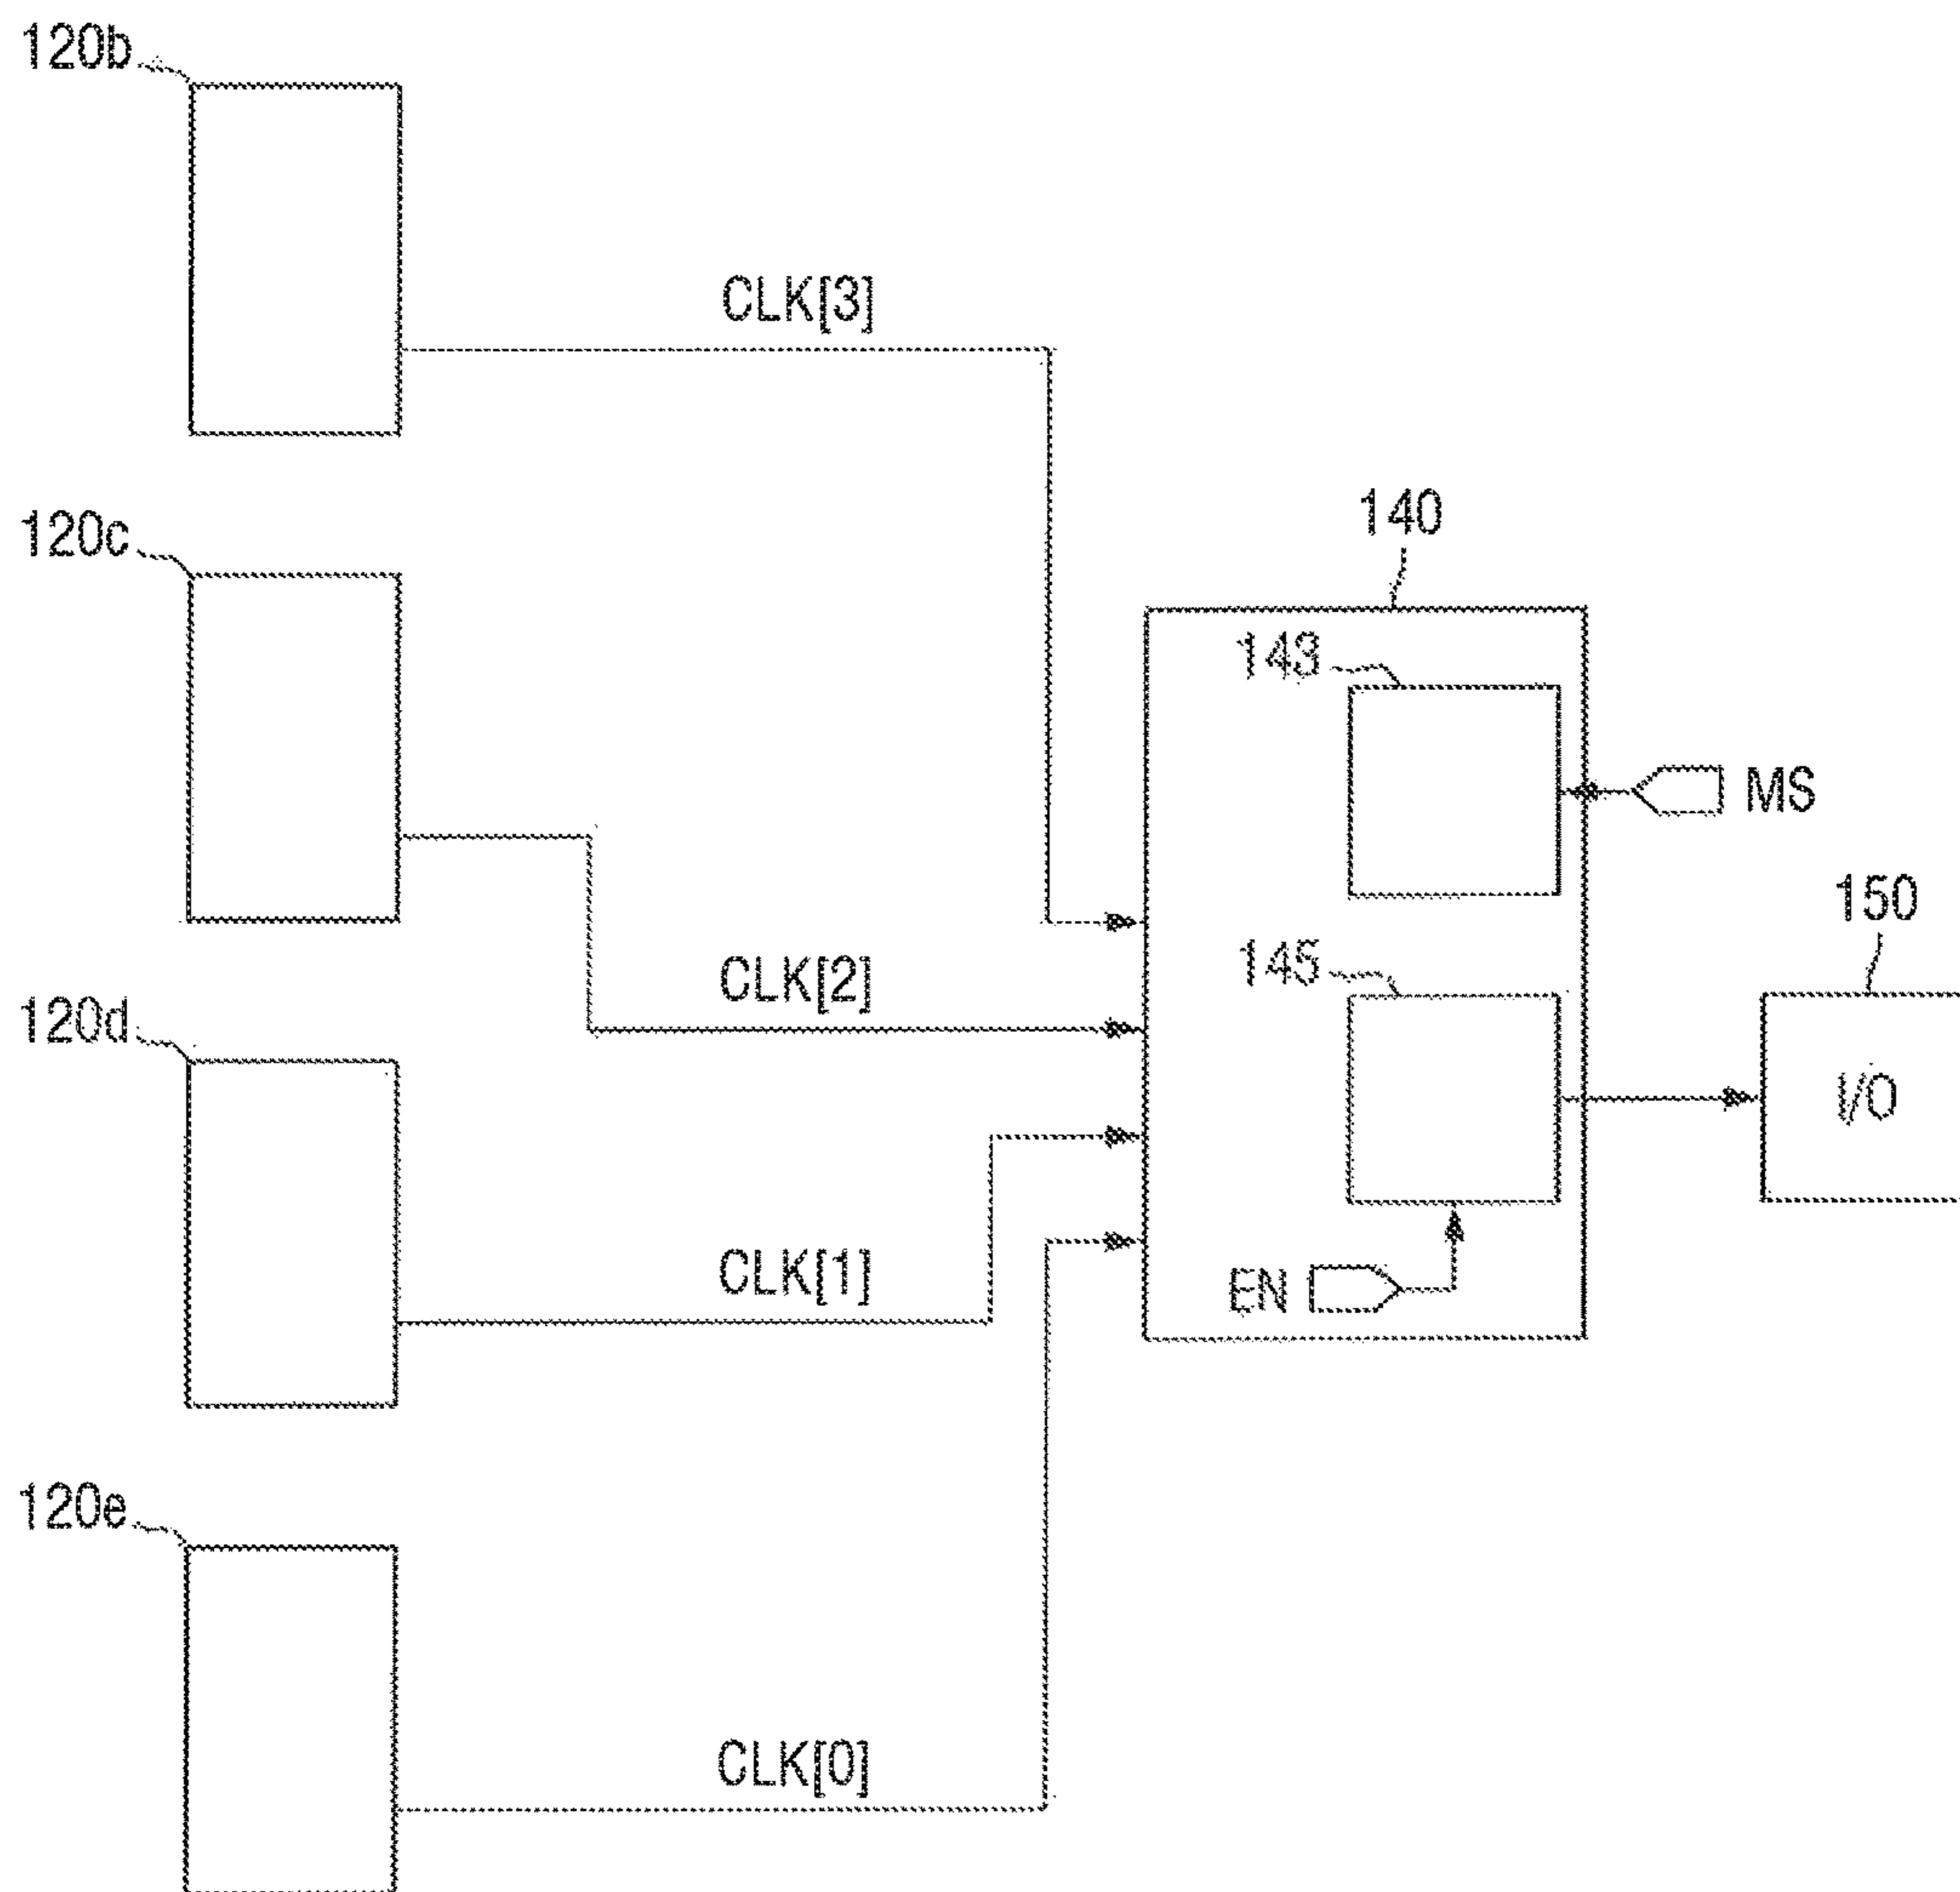 120b
CLK[3]
120c
140
143
MS
150
CLK[2]
145
120d
I/O
CLK[1]
EN
120e
CLK[0]